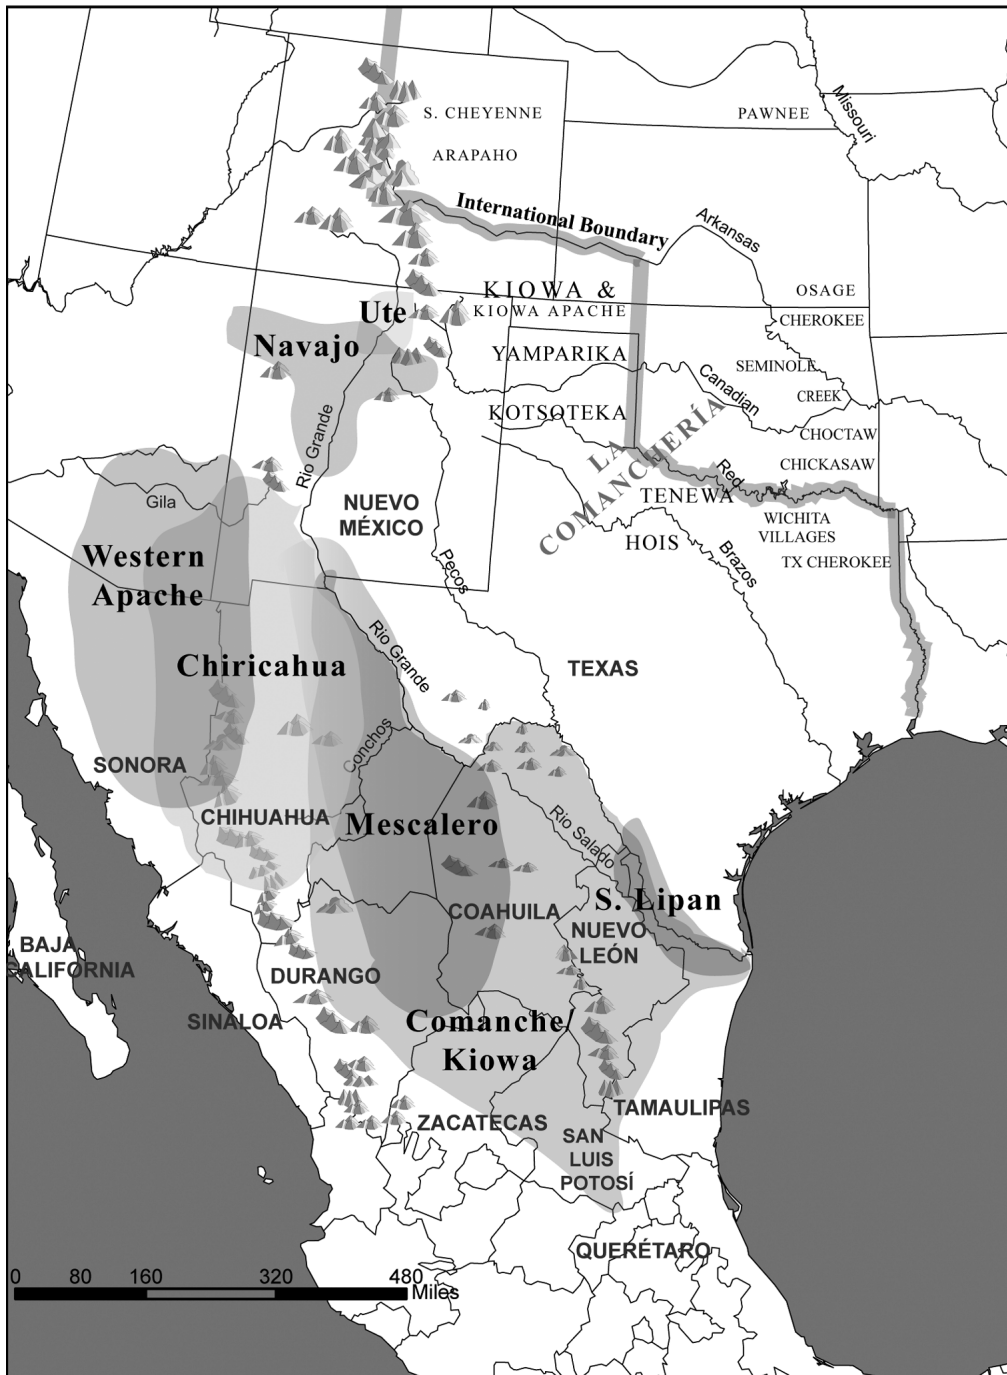 Missouri
PAWNEE
S. CHEYENNE
ARAPAHO
International Boundary
Arkansas
KIOWA &
KIOWA APACHE
OSAGE
CHEROKEE
Ute
Navajo
YAMPARIKA
SEMINOLE
Canadian
CREEK
KOTSOTEKA
Rio Grande
LA
COMANCHERÍA
CHOCTAW
CHICKASAW
Red
TENEWA
Gila
NUEVO
MÉXICO
WICHITA
VILLAGES
HOIS
TX CHEROKEE
Western
Apache
Pecos
Brazos
Rio Grande
Chiricahua
TEXAS
Conchos
SONORA
CHIHUAHUA
Mescalero
Rio Salado
S. Lipan
COAHUILA
NUEVO
LEÓN
BAJA
CALIFORNIA
DURANGO
SINALOA
Comanche/
Kiowa
ZACATECAS
TAMAULIPAS
SAN
LUIS
POTOSÍ
QUERÉTARO
0 80 160 320 480
Miles